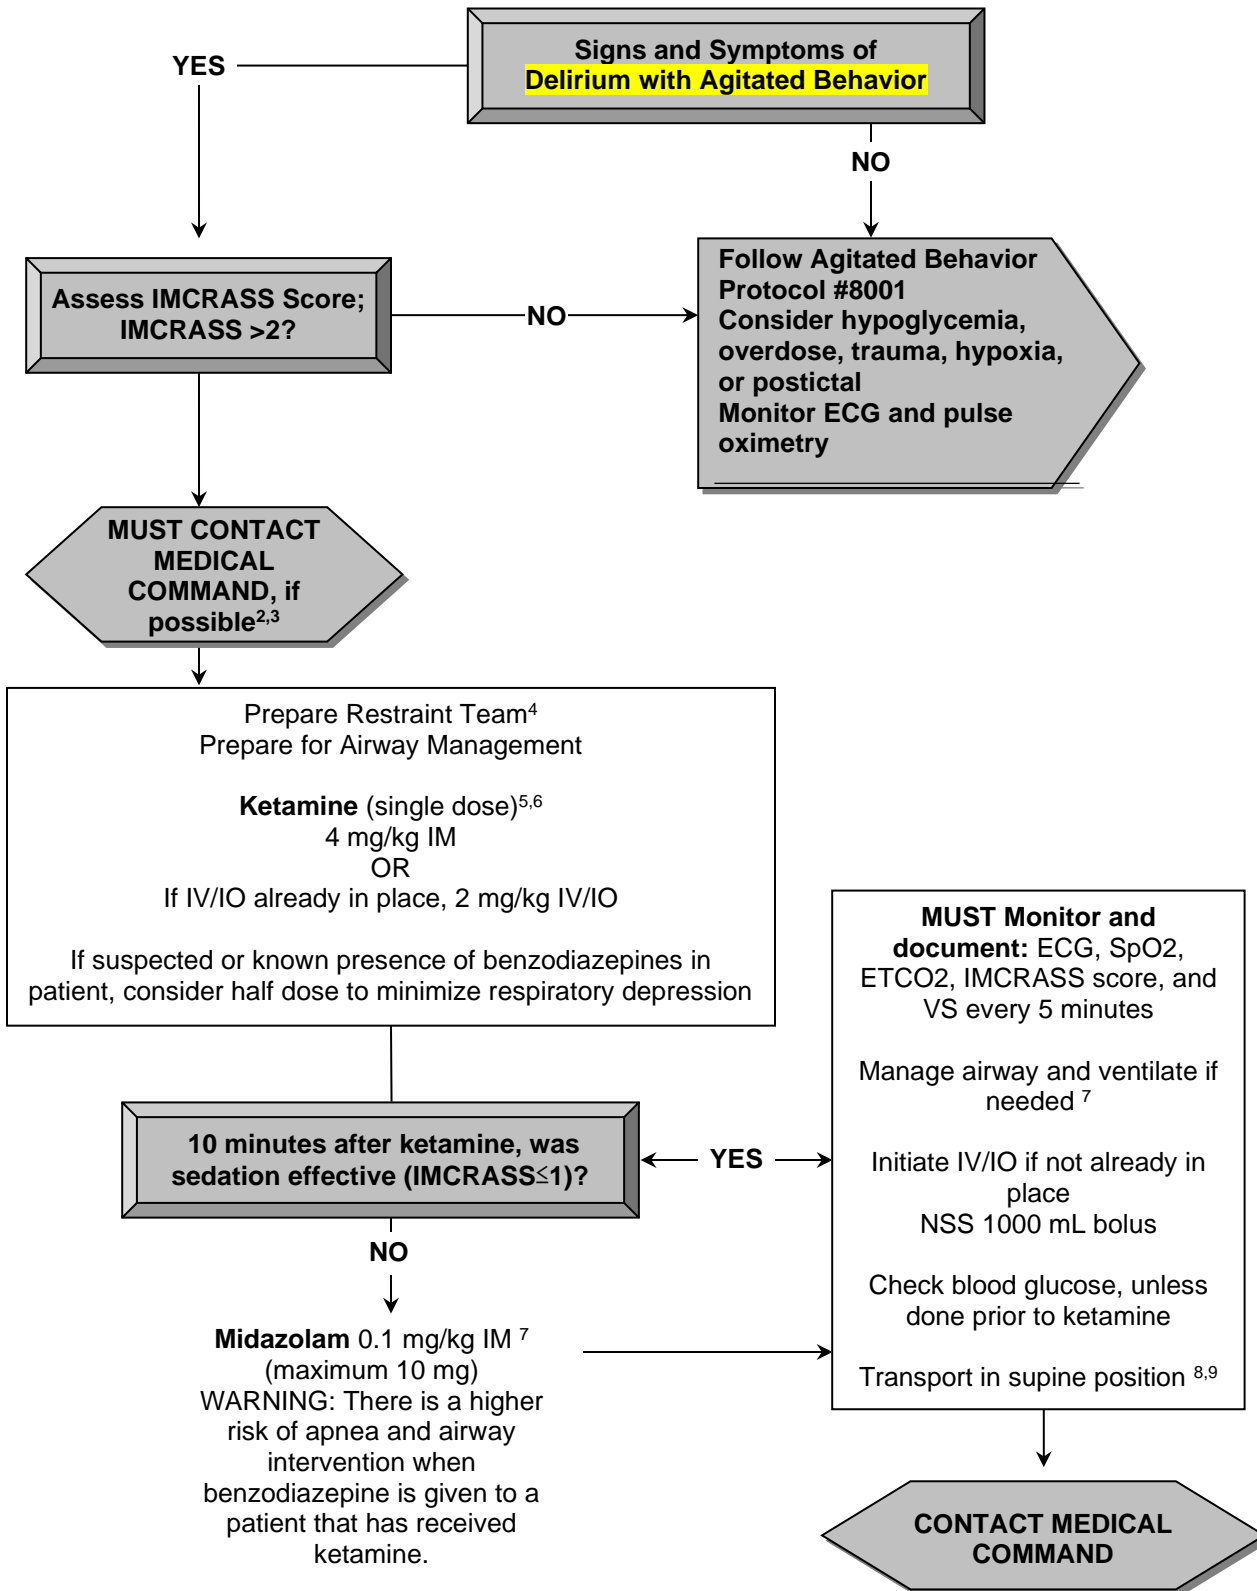 Signs and Symptoms of
Delirium with Agitated Behavior
YES
NO
Assess IMCRASS Score;
IMCRASS >2?
NO
Follow Agitated Behavior
Protocol #8001
Consider hypoglycemia,
overdose, trauma, hypoxia,
or postictal
Monitor ECG and pulse
oximetry
MUST CONTACT
MEDICAL
COMMAND, if
possible2,3
Prepare Restraint Team4
Prepare for Airway Management
Ketamine (single dose)5,6
4 mg/kg IM
OR
If IV/IO already in place, 2 mg/kg IV/IO
If suspected or known presence of benzodiazepines in
patient, consider half dose to minimize respiratory depression
10 minutes after ketamine, was
sedation effective (IMCRASS≤1)?
YES
NO
Midazolam 0.1 mg/kg IM 7
(maximum 10 mg)
WARNING: There is a higher
risk of apnea and airway
intervention when
benzodiazepine is given to a
patient that has received
ketamine.
MUST Monitor and
document: ECG, SpO2,
ETCO2, IMCRASS score, and
VS every 5 minutes
Manage airway and ventilate if
needed 7
Initiate IV/IO if not already in
place
NSS 1000 mL bolus
Check blood glucose, unless
done prior to ketamine
Transport in supine position 8,9
CONTACT MEDICAL
COMMAND